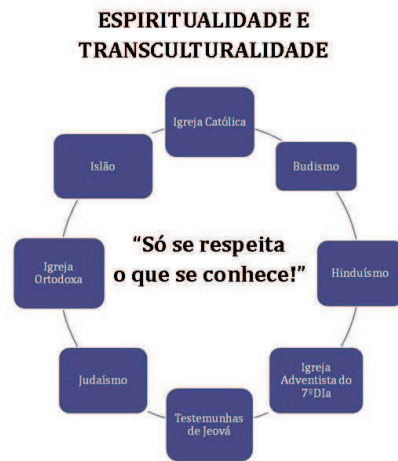 ESPIRITUALIDADE E
TRANSCULTURALIDADE
Igreja Católica
Budismo
Hinduísmo
Igreja
Adventista do
7ºDIa
Testemunhas
de Jeová
Judaísmo
Igreja
Ortodoxa
Islão
“Só se respeita
o que se conhece!”